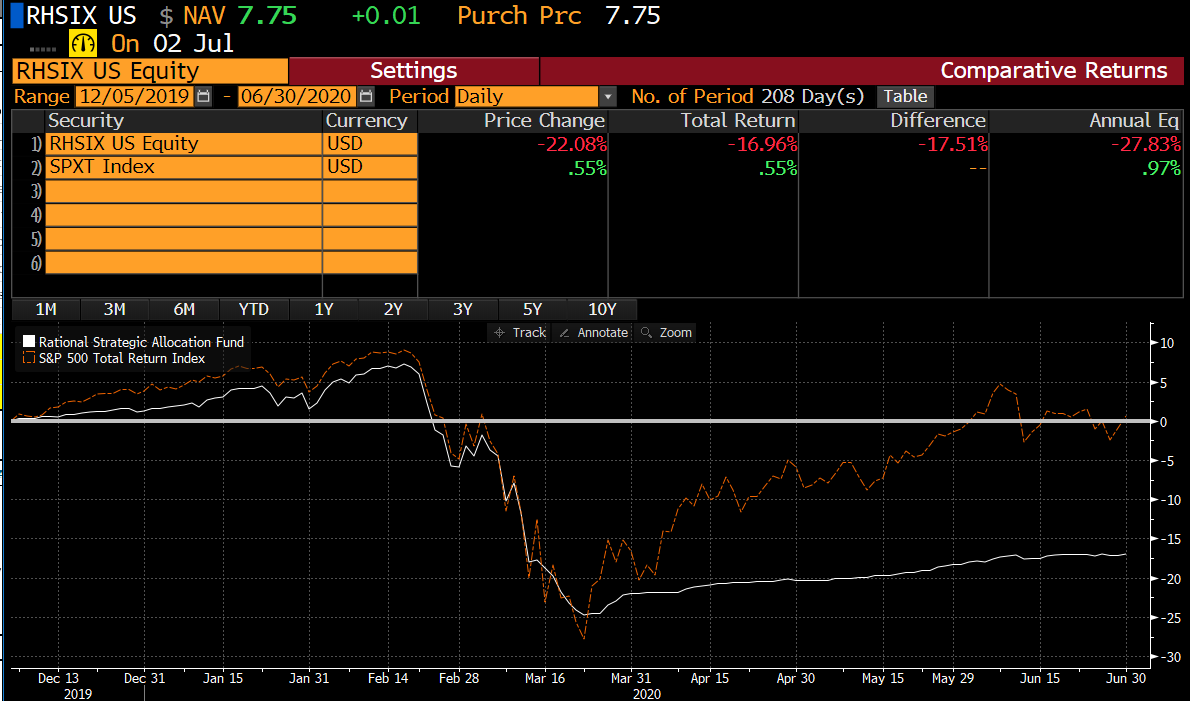 RHSIX US $ NAV 7.75 +0.01 Purch Prc 7.75
On 02 Jul
RHSIX US Equity Settings Comparative Returns
Range 12/05/2019 - 06/30/2020 Period Daily No. of Period 208 Day(s) Table
Security Currency Price Change Total Return Difference Annual Eq
1) RHSIX US Equity USD -22.08% -16.96% -17.51% -27.83%
2) SPXT Index USD .55% .55% -- .97%
3)
4)
5)
6)
1M 3M 6M YTD 1Y 2Y 3Y 5Y 10Y
Track Annotate Zoom
Rational Strategic Allocation Fund
S&P 500 Total Return Index
10
5
0
-5
-10
-15
-20
-25
-30
Dec 13 Dec 31 Jan 15 Jan 31 Feb 14 Feb 28 Mar 16 Mar 31 Apr 15 Apr 30 May 15 May 29 Jun 15 Jun 30
2019 2020